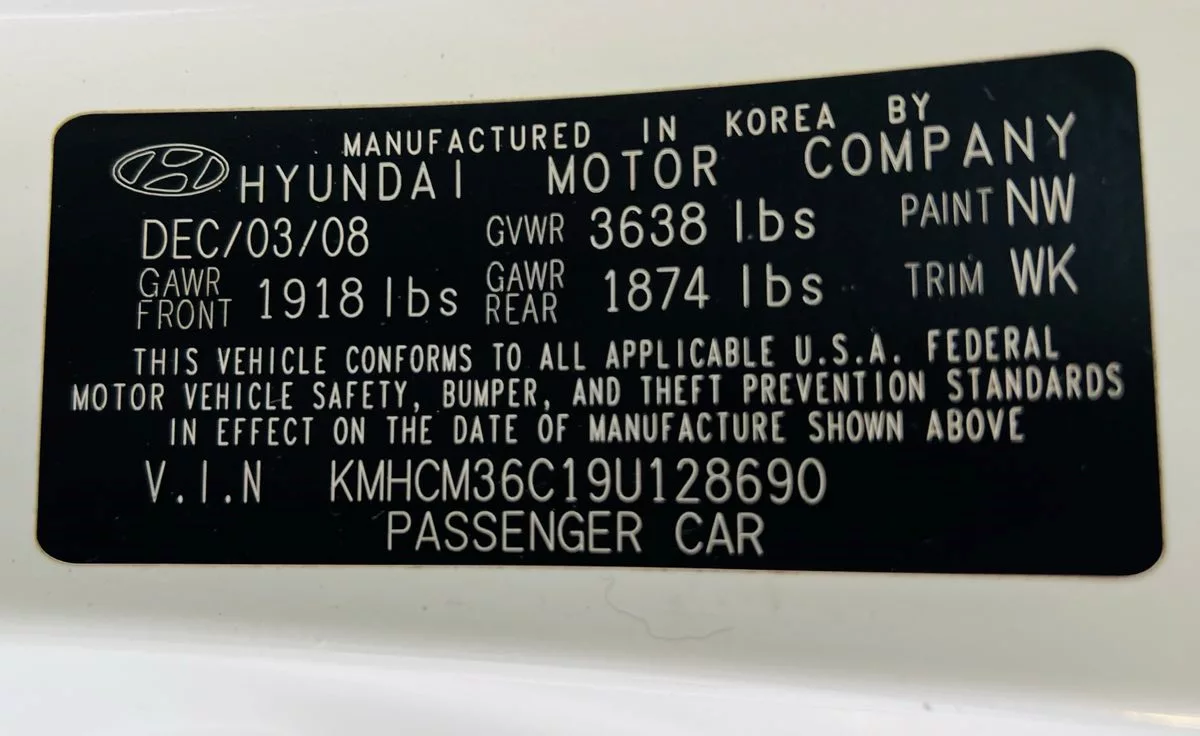 MANUFACTURED IN KOREA BY
HYUNDAI MOTOR COMPANY
DEC/03/08 GVWR 3638 lbs PAINT NW
GAWR FRONT 1918 lbs GAWR REAR 1874 lbs TRIM WK
THIS VEHICLE CONFORMS TO ALL APPLICABLE U.S.A. FEDERAL
MOTOR VEHICLE SAFETY, BUMPER, AND THEFT PREVENTION STANDARDS
IN EFFECT ON THE DATE OF MANUFACTURE SHOWN ABOVE
V.I.N KMHCM36C19U128690
PASSENGER CAR